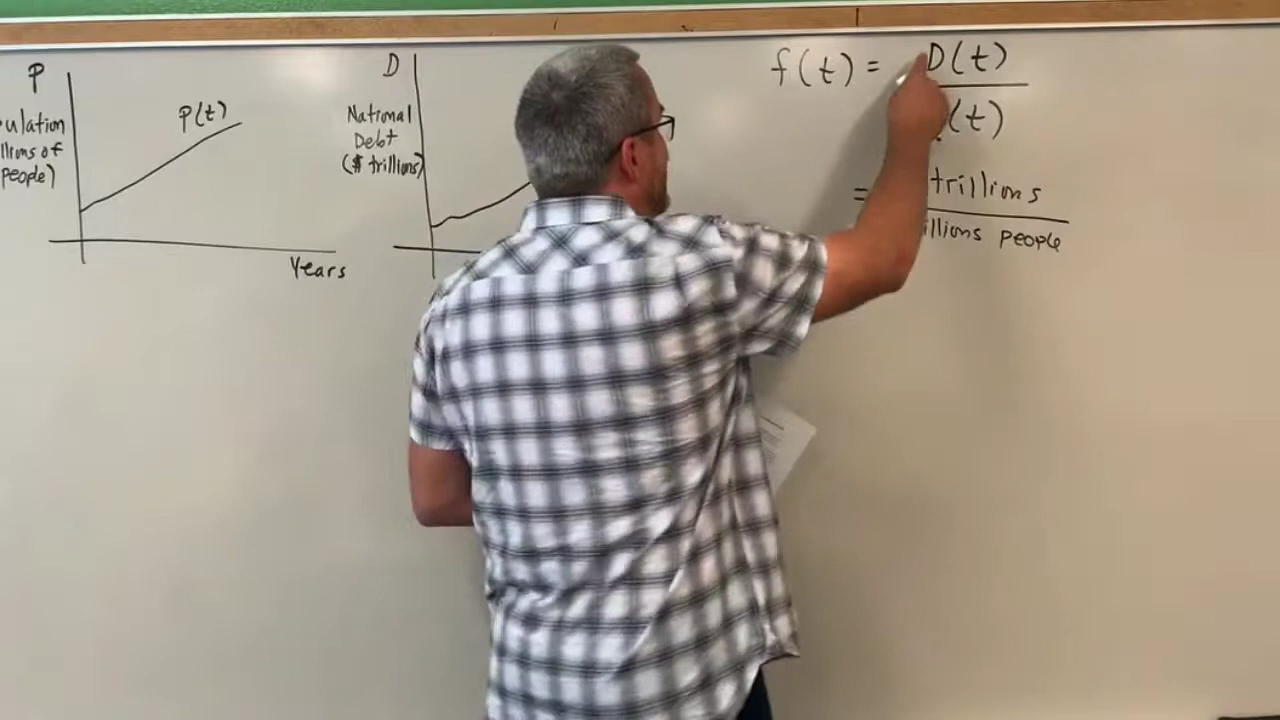 P
ulation
llions of
people)
P(t)
Years
D
National
Debt
($ trillions)
f(t) = D(t)
(t)
= trillions
illions people